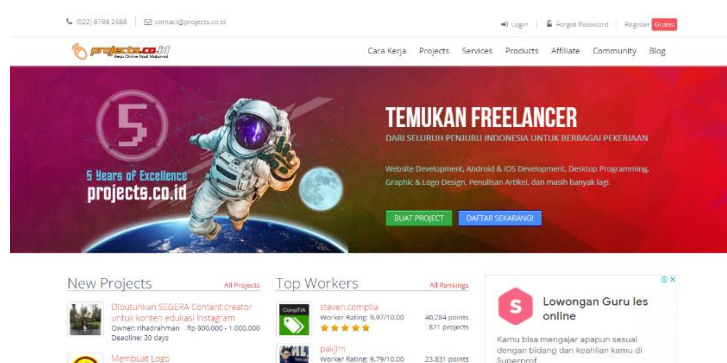 (022) 8788 2588
contact@projects.co.id
Login
Forgot Password
Register Gratis!
projects.co.id
Cara Kerja
Projects
Services
Products
Affiliate
Community
Blog
5
5 Years of Excellence
projects.co.id
TEMUKAN FREELANCER
DARI SELURUH PENJURU INDONESIA UNTUK BERBAGAI PEKERJAAN
Website Development, Android & iOS Development, Desktop Programming,
Graphic & Logo Design, Penulisan Artikel, dan masih banyak lagi.
BUAT PROJECT
DAFTAR SEKARANG!
New Projects
All Projects
Dibutuhkan SEGERA Content creator
untuk konten edukasi Instagram
Owner: rihadrahman Rp 800.000 - 1.000.000
Deadline: 30 days
Membuat Logo
Top Workers
All Rankings
CompTIA
steven.comptia
Worker Rating: 9.97/10.00
40,284 points
871 projects
pakjim
Worker Rating: 9.79/10.00
23,831 points
S
Lowongan Guru les
online
Kamu bisa mengajar apapun sesuai
dengan bidang dan keahlian kamu di
Superprof